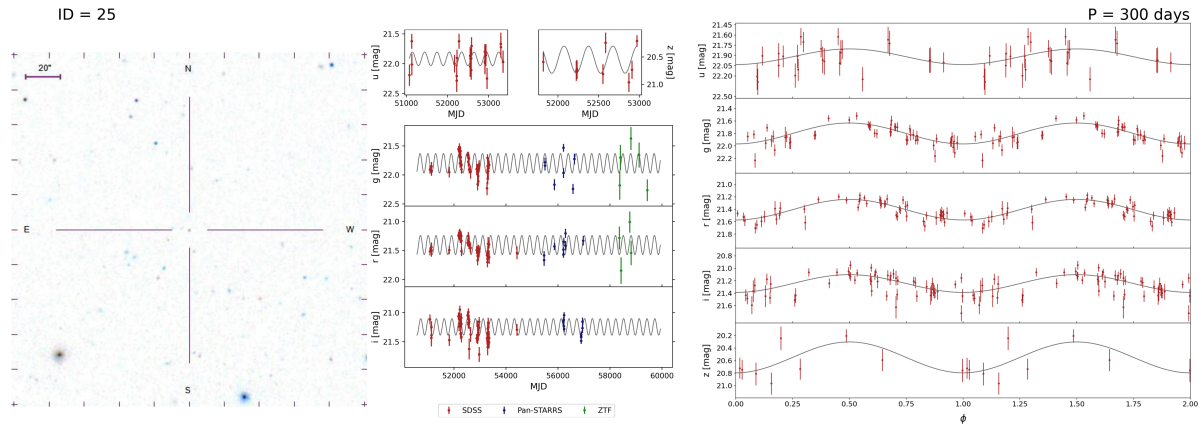 ID = 25
P = 300 days
20"
N
E
W
S
u [mag]
21.5
22.0
22.5
51000
52000
53000
MJD
z [mag]
20.5
21.0
52000
53000
MJD
g [mag]
21.5
22.0
22.5
r [mag]
21.0
21.5
22.0
i [mag]
21.0
21.5
52000
54000
56000
58000
60000
MJD
SDSS
Pan-STARRS
ZTF
u [mag]
21.45
21.60
21.75
21.90
22.05
22.50
g [mag]
21.4
21.6
21.8
22.0
22.2
r [mag]
21.0
21.2
21.4
21.6
21.8
i [mag]
20.8
21.0
21.2
21.4
21.6
z [mag]
20.2
20.4
20.6
20.8
21.0
0.00
0.25
0.50
0.75
1.00
1.25
1.50
1.75
2.00
ϕ